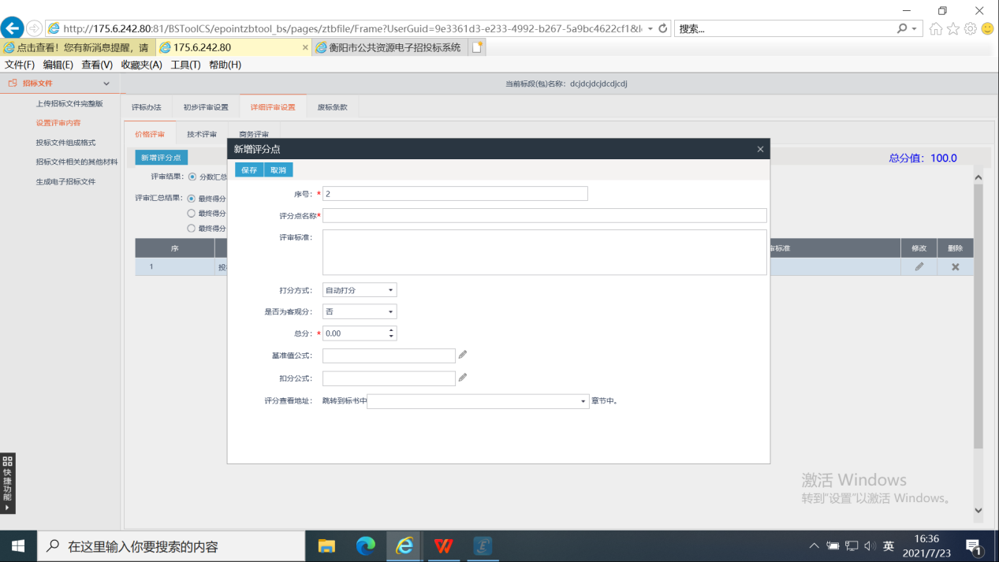 http://175.6.242.80:81/BSToolCS/epointzbtool_bs/pages/ztbfile/Frame?UserGuid=9e3361d3-e233-4992-b267-5a9bc4622cf18&l
搜索...
点击查看！您有新消息提醒，请
175.6.242.80
衡阳市公共资源电子招投标系统
文件(F) 编辑(E) 查看(V) 收藏夹(A) 工具(T) 帮助(H)
招标文件
当前标段(包)名称：dcjdcjdcjdcdjcdj
上传招标文件完整版
设置评审内容
投标文件组成格式
招标文件相关的其他材料
生成电子招标文件
评标办法 初步评审设置 详细评审设置 废标条款
价格评审 技术评审 商务评审
新增评分点
总分值：100.0
评审结果： 分数汇总
评审汇总结果： 最终得分
最终得分
最终得分
序 标准 修改 删除
1
新增评分点
保存 取消
序号：* 2
评分点名称*
评审标准：
打分方式： 自动打分
是否为客观分： 否
总分：* 0.00
基准值公式：
扣分公式：
评分查看地址： 跳转到标书中 章节中。
快捷功能
激活 Windows
转到"设置"以激活 Windows。
在这里输入你要搜索的内容
英
16:36
2021/7/23
1